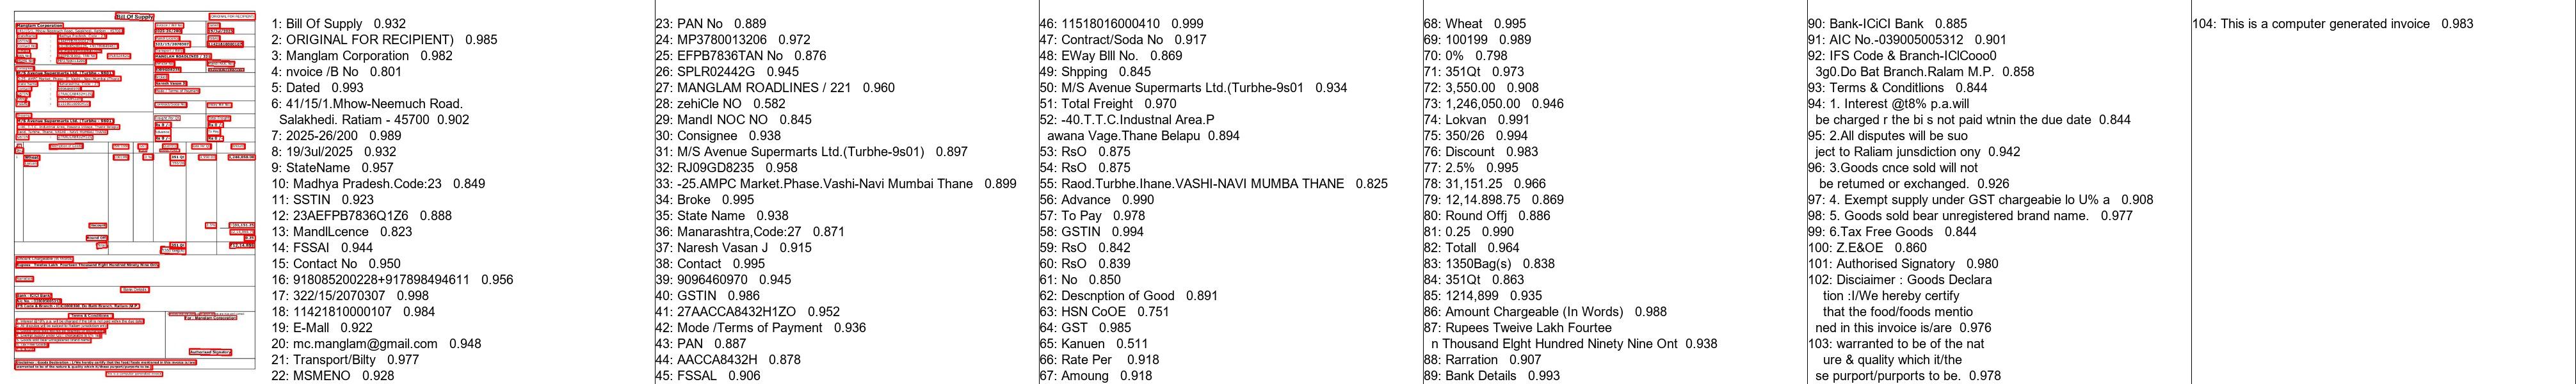 1: Bill Of Supply 0.932
2: ORIGINAL FOR RECIPIENT) 0.985
3: Manglam Corporation 0.982
4: nvoice /B No 0.801
5: Dated 0.993
6: 41/15/1.Mhow-Neemuch Road.
Salakhedi. Ratiam - 45700 0.902
7: 2025-26/200 0.989
8: 19/3ul/2025 0.932
9: StateName 0.957
10: Madhya Pradesh.Code:23 0.849
11: SSTIN 0.923
12: 23AEFPB7836Q1Z6 0.888
13: MandlLcence 0.823
14: FSSAI 0.944
15: Contact No 0.950
16: 918085200228+917898494611 0.956
17: 322/15/2070307 0.998
18: 11421810000107 0.984
19: E-Mall 0.922
20: mc.manglam@gmail.com 0.948
21: Transport/Bilty 0.977
22: MSMENO 0.928
23: PAN No 0.889
24: MP3780013206 0.972
25: EFPB7836TAN No 0.876
26: SPLR02442G 0.945
27: MANGLAM ROADLINES / 221 0.960
28: zehiCle NO 0.582
29: MandI NOC NO 0.845
30: Consignee 0.938
31: M/S Avenue Supermarts Ltd.(Turbhe-9s01) 0.897
32: RJ09GD8235 0.958
33: -25.AMPC Market.Phase.Vashi-Navi Mumbai Thane 0.899
34: Broke 0.995
35: State Name 0.938
36: Manarashtra,Code:27 0.871
37: Naresh Vasan J 0.915
38: Contact 0.995
39: 9096460970 0.945
40: GSTIN 0.986
41: 27AACCA8432H1ZO 0.952
42: Mode /Terms of Payment 0.936
43: PAN 0.887
44: AACCA8432H 0.878
45: FSSAL 0.906
46: 11518016000410 0.999
47: Contract/Soda No 0.917
48: EWay Blll No. 0.869
49: Shpping 0.845
50: M/S Avenue Supermarts Ltd.(Turbhe-9s01 0.934
51: Total Freight 0.970
52: -40.T.T.C.Industnal Area.P
awana Vage.Thane Belapu 0.894
53: RsO 0.875
54: RsO 0.875
55: Raod.Turbhe.Ihane.VASHI-NAVI MUMBA THANE 0.825
56: Advance 0.990
57: To Pay 0.978
58: GSTIN 0.994
59: RsO 0.842
60: RsO 0.839
61: No 0.850
62: Descnption of Good 0.891
63: HSN CoOE 0.751
64: GST 0.985
65: Kanuen 0.511
66: Rate Per 0.918
67: Amoung 0.918
68: Wheat 0.995
69: 100199 0.989
70: 0% 0.798
71: 351Qt 0.973
72: 3,550.00 0.908
73: 1,246,050.00 0.946
74: Lokvan 0.991
75: 350/26 0.994
76: Discount 0.983
77: 2.5% 0.995
78: 31,151.25 0.966
79: 12,14.898.75 0.869
80: Round Offj 0.886
81: 0.25 0.990
82: Totall 0.964
83: 1350Bag(s) 0.838
84: 351Qt 0.863
85: 1214,899 0.935
86: Amount Chargeable (In Words) 0.988
87: Rupees Tweive Lakh Fourtee
n Thousand Elght Hundred Ninety Nine Ont 0.938
88: Rarration 0.907
89: Bank Details 0.993
90: Bank-ICiCI Bank 0.885
91: AIC No.-039005005312 0.901
92: IFS Code & Branch-ICICooo0
3g0.Do Bat Branch.Ralam M.P. 0.858
93: Terms & Conditlions 0.844
94: 1. Interest @t8% p.a.will
be charged r the bi s not paid wtnin the due date 0.844
95: 2.All disputes will be suo
ject to Raliam junsdiction ony 0.942
96: 3.Goods cnce sold will not
be retumed or exchanged. 0.926
97: 4. Exempt supply under GST chargeabie lo U% a 0.908
98: 5. Goods sold bear unregistered brand name. 0.977
99: 6.Tax Free Goods 0.844
100: Z.E&OE 0.860
101: Authorised Signatory 0.980
102: Disciaimer : Goods Declara
tion :I/We hereby certify
that the food/foods mentio
ned in this invoice is/are 0.976
103: warranted to be of the nat
ure & quality which it/the
se purport/purports to be. 0.978
104: This is a computer generated invoice 0.983